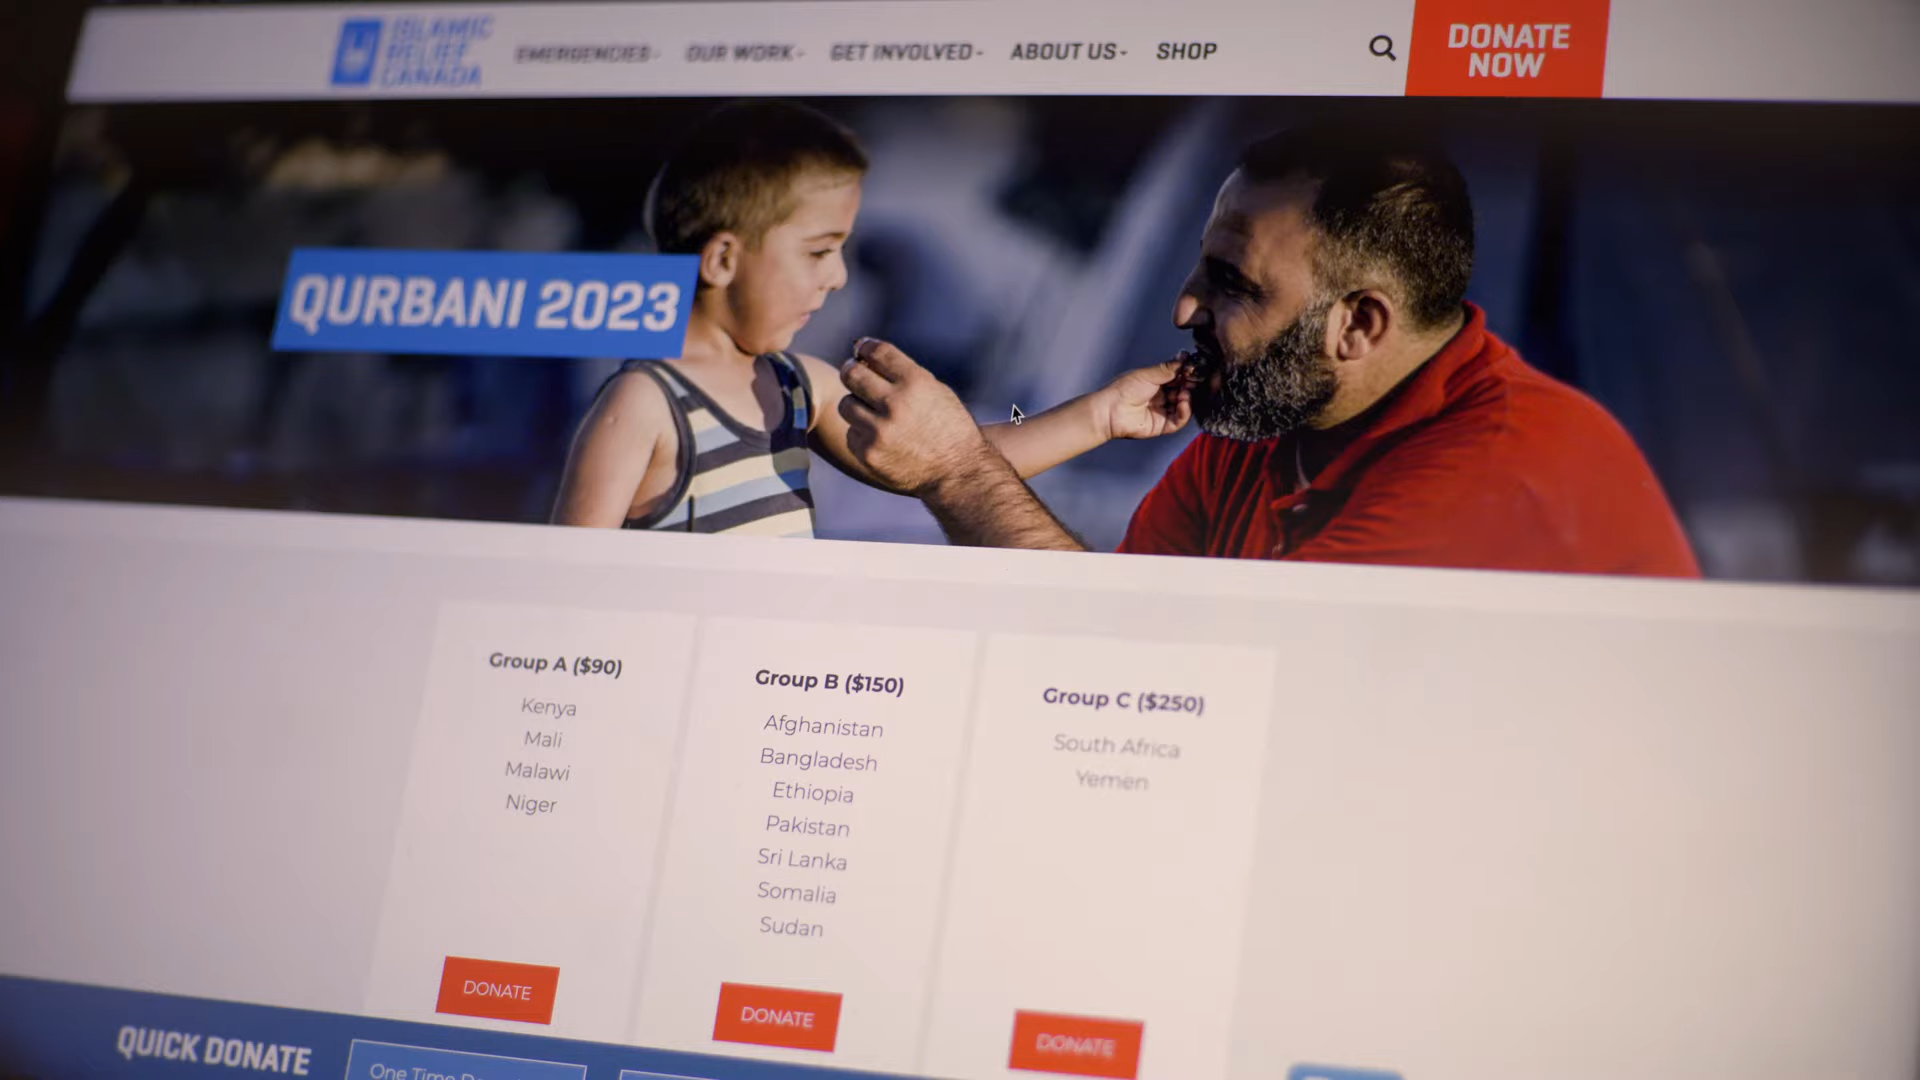 ISLAMIC
RELIEF
CANADA
EMERGENCIES
OUR WORK
GET INVOLVED
ABOUT US
SHOP
DONATE
NOW
QURBANI 2023
Group A ($90)
Kenya
Mali
Malawi
Niger
DONATE
Group B ($150)
Afghanistan
Bangladesh
Ethiopia
Pakistan
Sri Lanka
Somalia
Sudan
DONATE
Group C ($250)
South Africa
Yemen
DONATE
QUICK DONATE
One Time